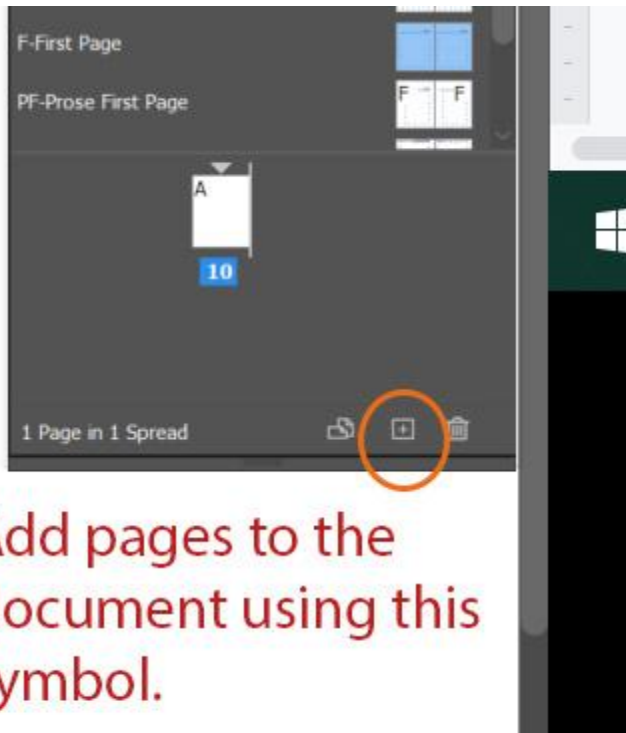 F-First Page
PF-Prose First Page
F F
A
10
1 Page in 1 Spread
dd pages to the
ocument using this
ymbol.